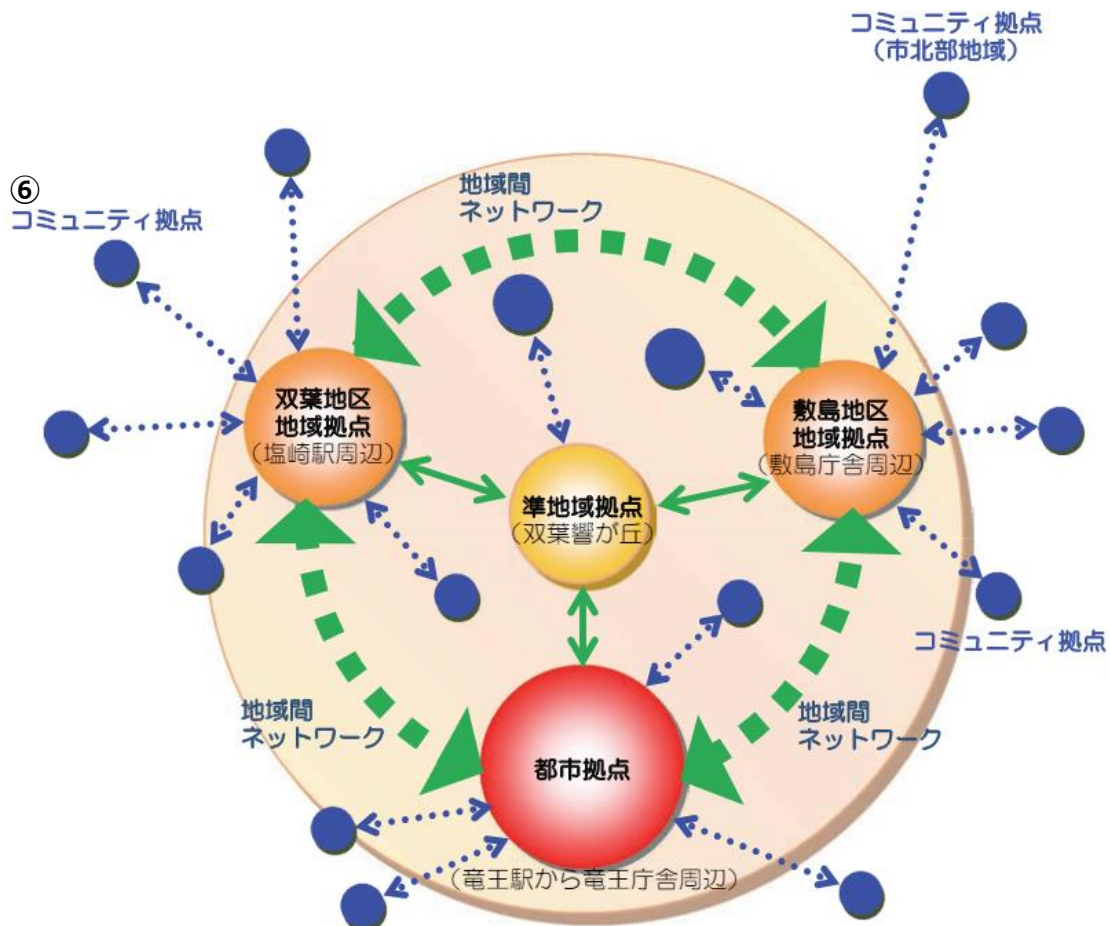 コミュニティ拠点
（市北部地域）
⑥
コミュニティ拠点
地域間
ネットワーク
双葉地区
地域拠点
（塩崎駅周辺）
敷島地区
地域拠点
（敷島庁舎周辺）
準地域拠点
（双葉響が丘）
コミュニティ拠点
地域間
ネットワーク
地域間
ネットワーク
都市拠点
（竜王駅から竜王庁舎周辺）